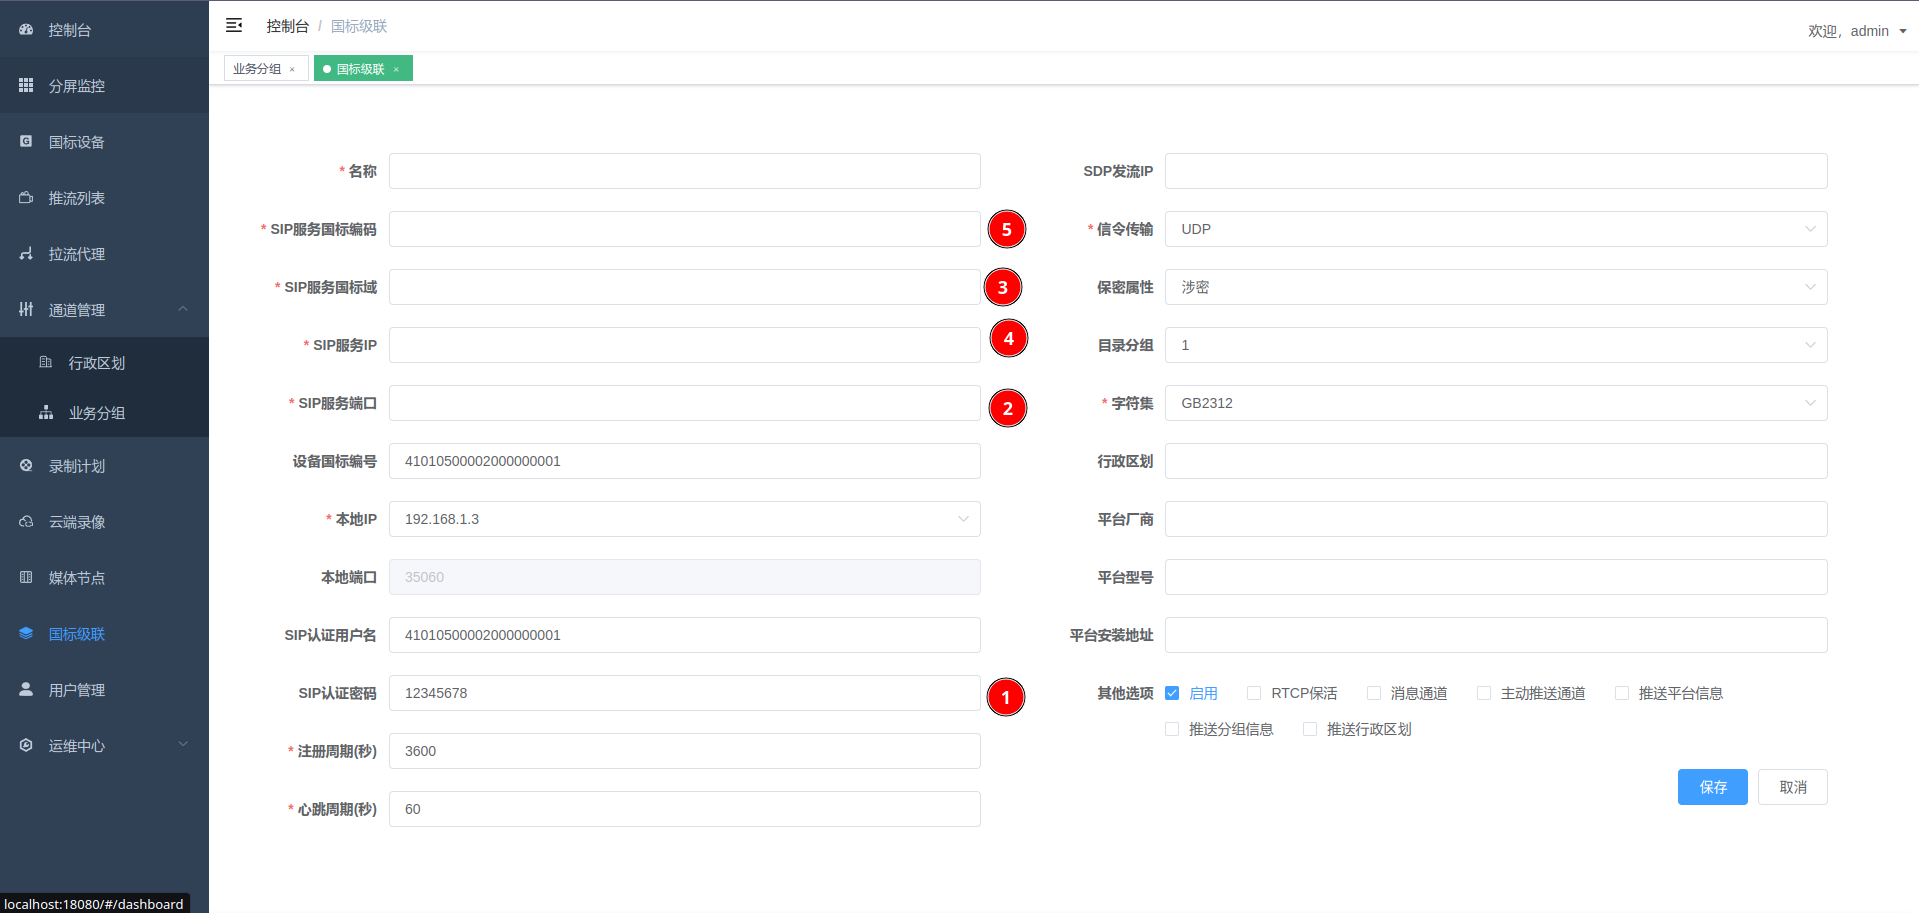 控制台
分屏监控
国标设备
推流列表
拉流代理
通道管理
行政区划
业务分组
录制计划
云端录像
媒体节点
国标级联
用户管理
运维中心
localhost:18080/#/dashboard
控制台 / 国标级联
欢迎, admin
业务分组 ×
国标级联 ×
* 名称
* SIP服务国标编码 5
* SIP服务国标域 3
* SIP服务IP 4
* SIP服务端口 2
设备国标编号 41010500002000000001
* 本地IP 192.168.1.3
本地端口 35060
SIP认证用户名 41010500002000000001
SIP认证密码 12345678 1
* 注册周期(秒) 3600
* 心跳周期(秒) 60
SDP发流IP
* 信令传输 UDP
保密属性 涉密
目录分组 1
* 字符集 GB2312
行政区划
平台厂商
平台型号
平台安装地址
其他选项 启用 RTCP保活 消息通道 主动推送通道 推送平台信息
推送分组信息 推送行政区划
保存 取消